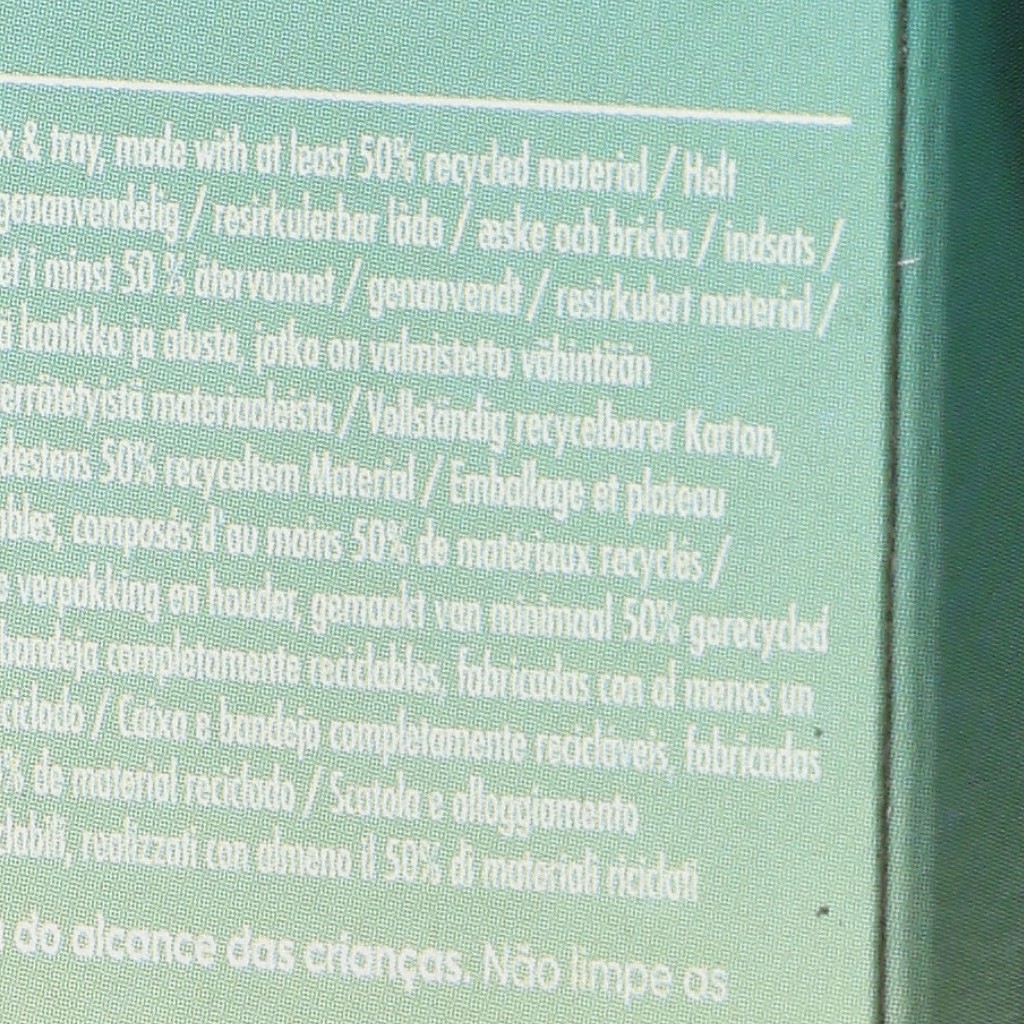 x & tray, made with at least 50% recycled material / Helt
genanvendelig / resirkulerbar låda / æske och bricka / indsats /
et i minst 50 % återvunnet / genanvendt / resirkulert material /
ä laatikko ja alusta, jotka on valmistettu vähintään
errätetyistä materiaaleista / Vollständig recycelbarer Karton,
destens 50% recyceltem Material / Emballage et plateau
bles, composés d'au moins 50% de matériaux recyclés /
e verpakking en houder, gemaakt van minimaal 50% gerecycled
bandeja completamente reciclables, fabricadas con al menos un
ciclado / Caixa e bandeja completamente recicláveis, fabricadas
% de material reciclado / Scatola e alloggiamento
clabili, realizzati con almeno il 50% di materiali riciclati
do alcance das crianças. Não limpe as